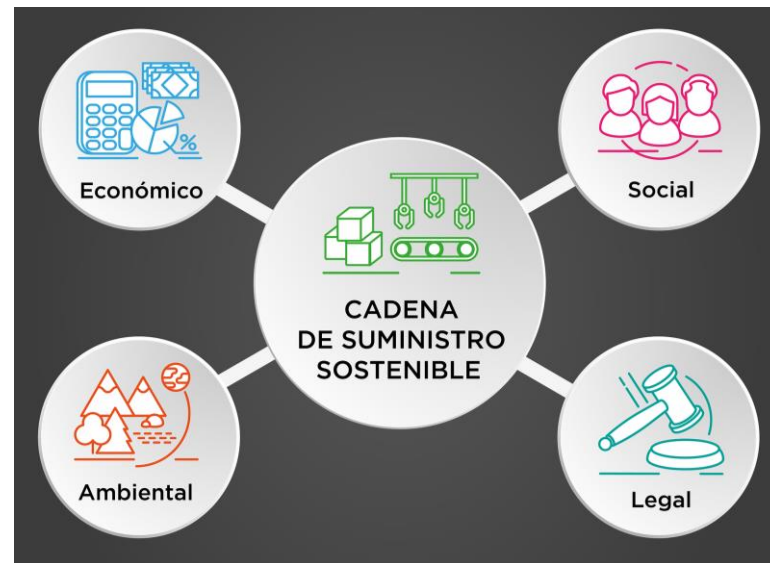 Económico
%
Social
CADENA
DE SUMINISTRO
SOSTENIBLE
Ambiental
Legal